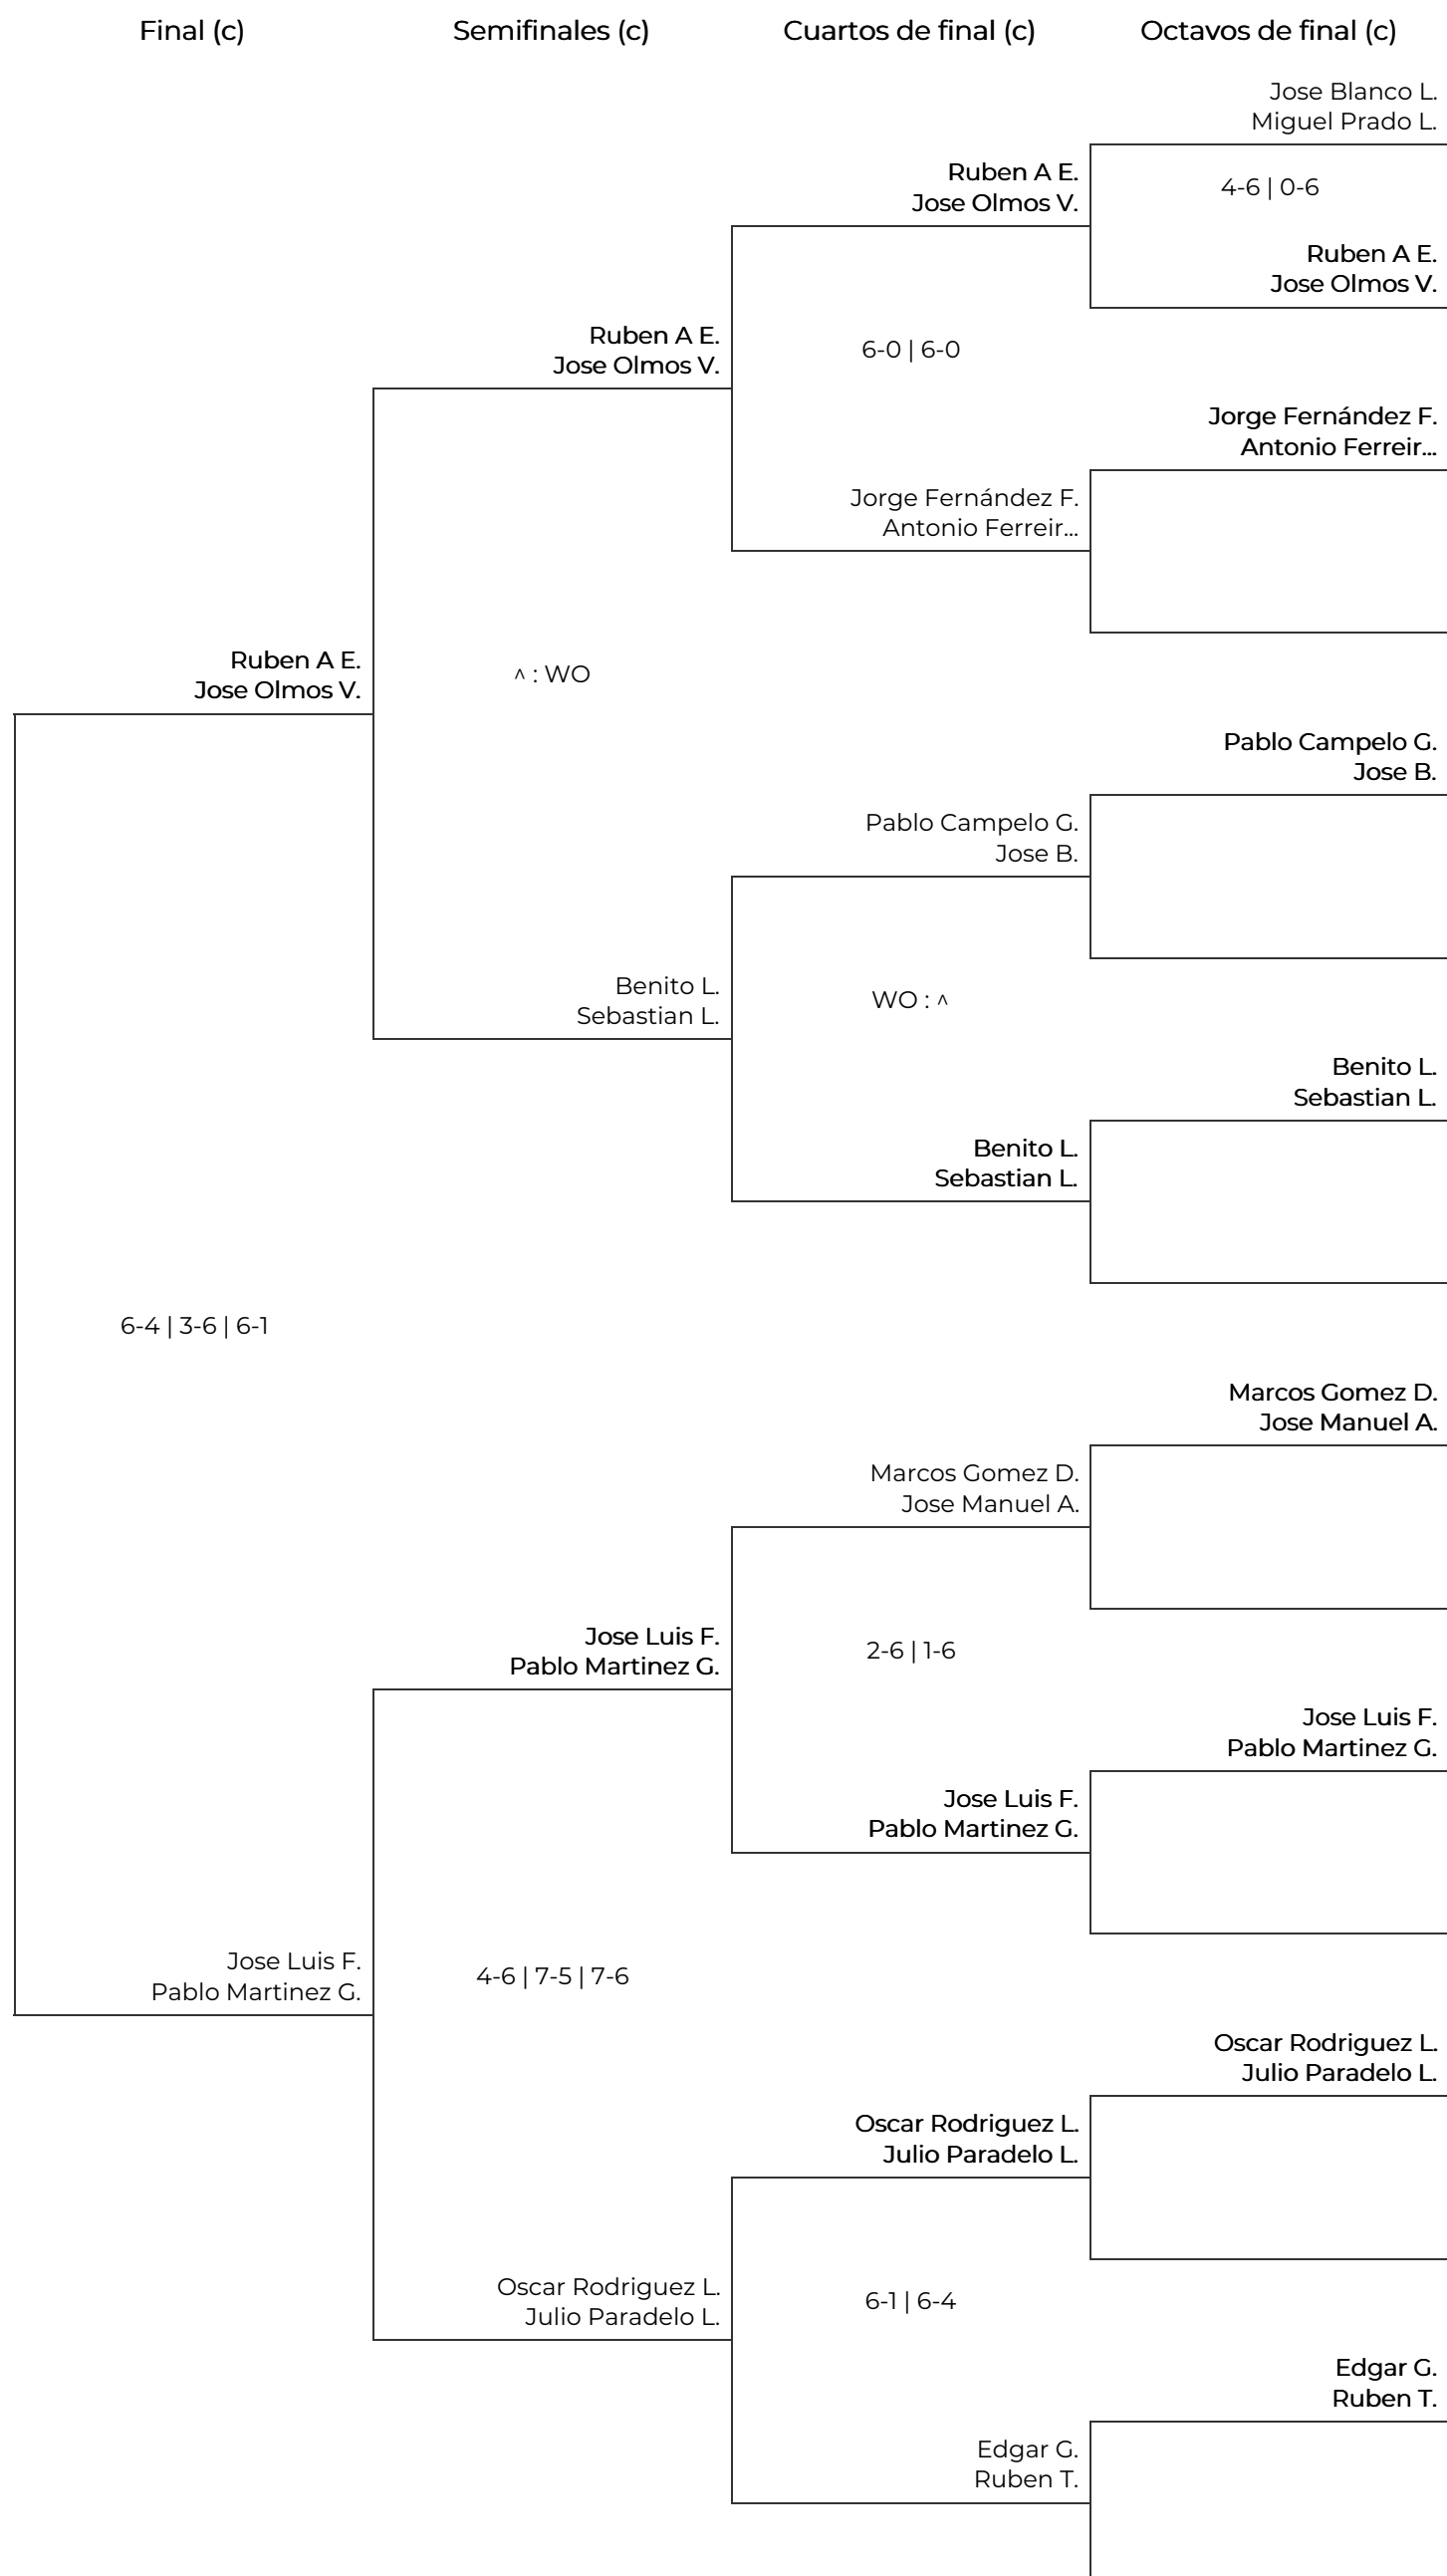 Final (c)
Semifinales (c)
Cuartos de final (c)
Octavos de final (c)
Jose Blanco L.
Miguel Prado L.
Ruben A E.
Jose Olmos V.
4-6 | 0-6
Ruben A E.
Jose Olmos V.
Ruben A E.
Jose Olmos V.
6-0 | 6-0
Jorge Fernández F.
Antonio Ferreir...
Jorge Fernández F.
Antonio Ferreir...
Ruben A E.
Jose Olmos V.
^ : WO
Pablo Campelo G.
Jose B.
Pablo Campelo G.
Jose B.
Benito L.
Sebastian L.
WO : ^
Benito L.
Sebastian L.
Benito L.
Sebastian L.
6-4 | 3-6 | 6-1
Marcos Gomez D.
Jose Manuel A.
Marcos Gomez D.
Jose Manuel A.
Jose Luis F.
Pablo Martinez G.
2-6 | 1-6
Jose Luis F.
Pablo Martinez G.
Jose Luis F.
Pablo Martinez G.
Jose Luis F.
Pablo Martinez G.
4-6 | 7-5 | 7-6
Oscar Rodriguez L.
Julio Paradelo L.
Oscar Rodriguez L.
Julio Paradelo L.
Oscar Rodriguez L.
Julio Paradelo L.
6-1 | 6-4
Edgar G.
Ruben T.
Edgar G.
Ruben T.